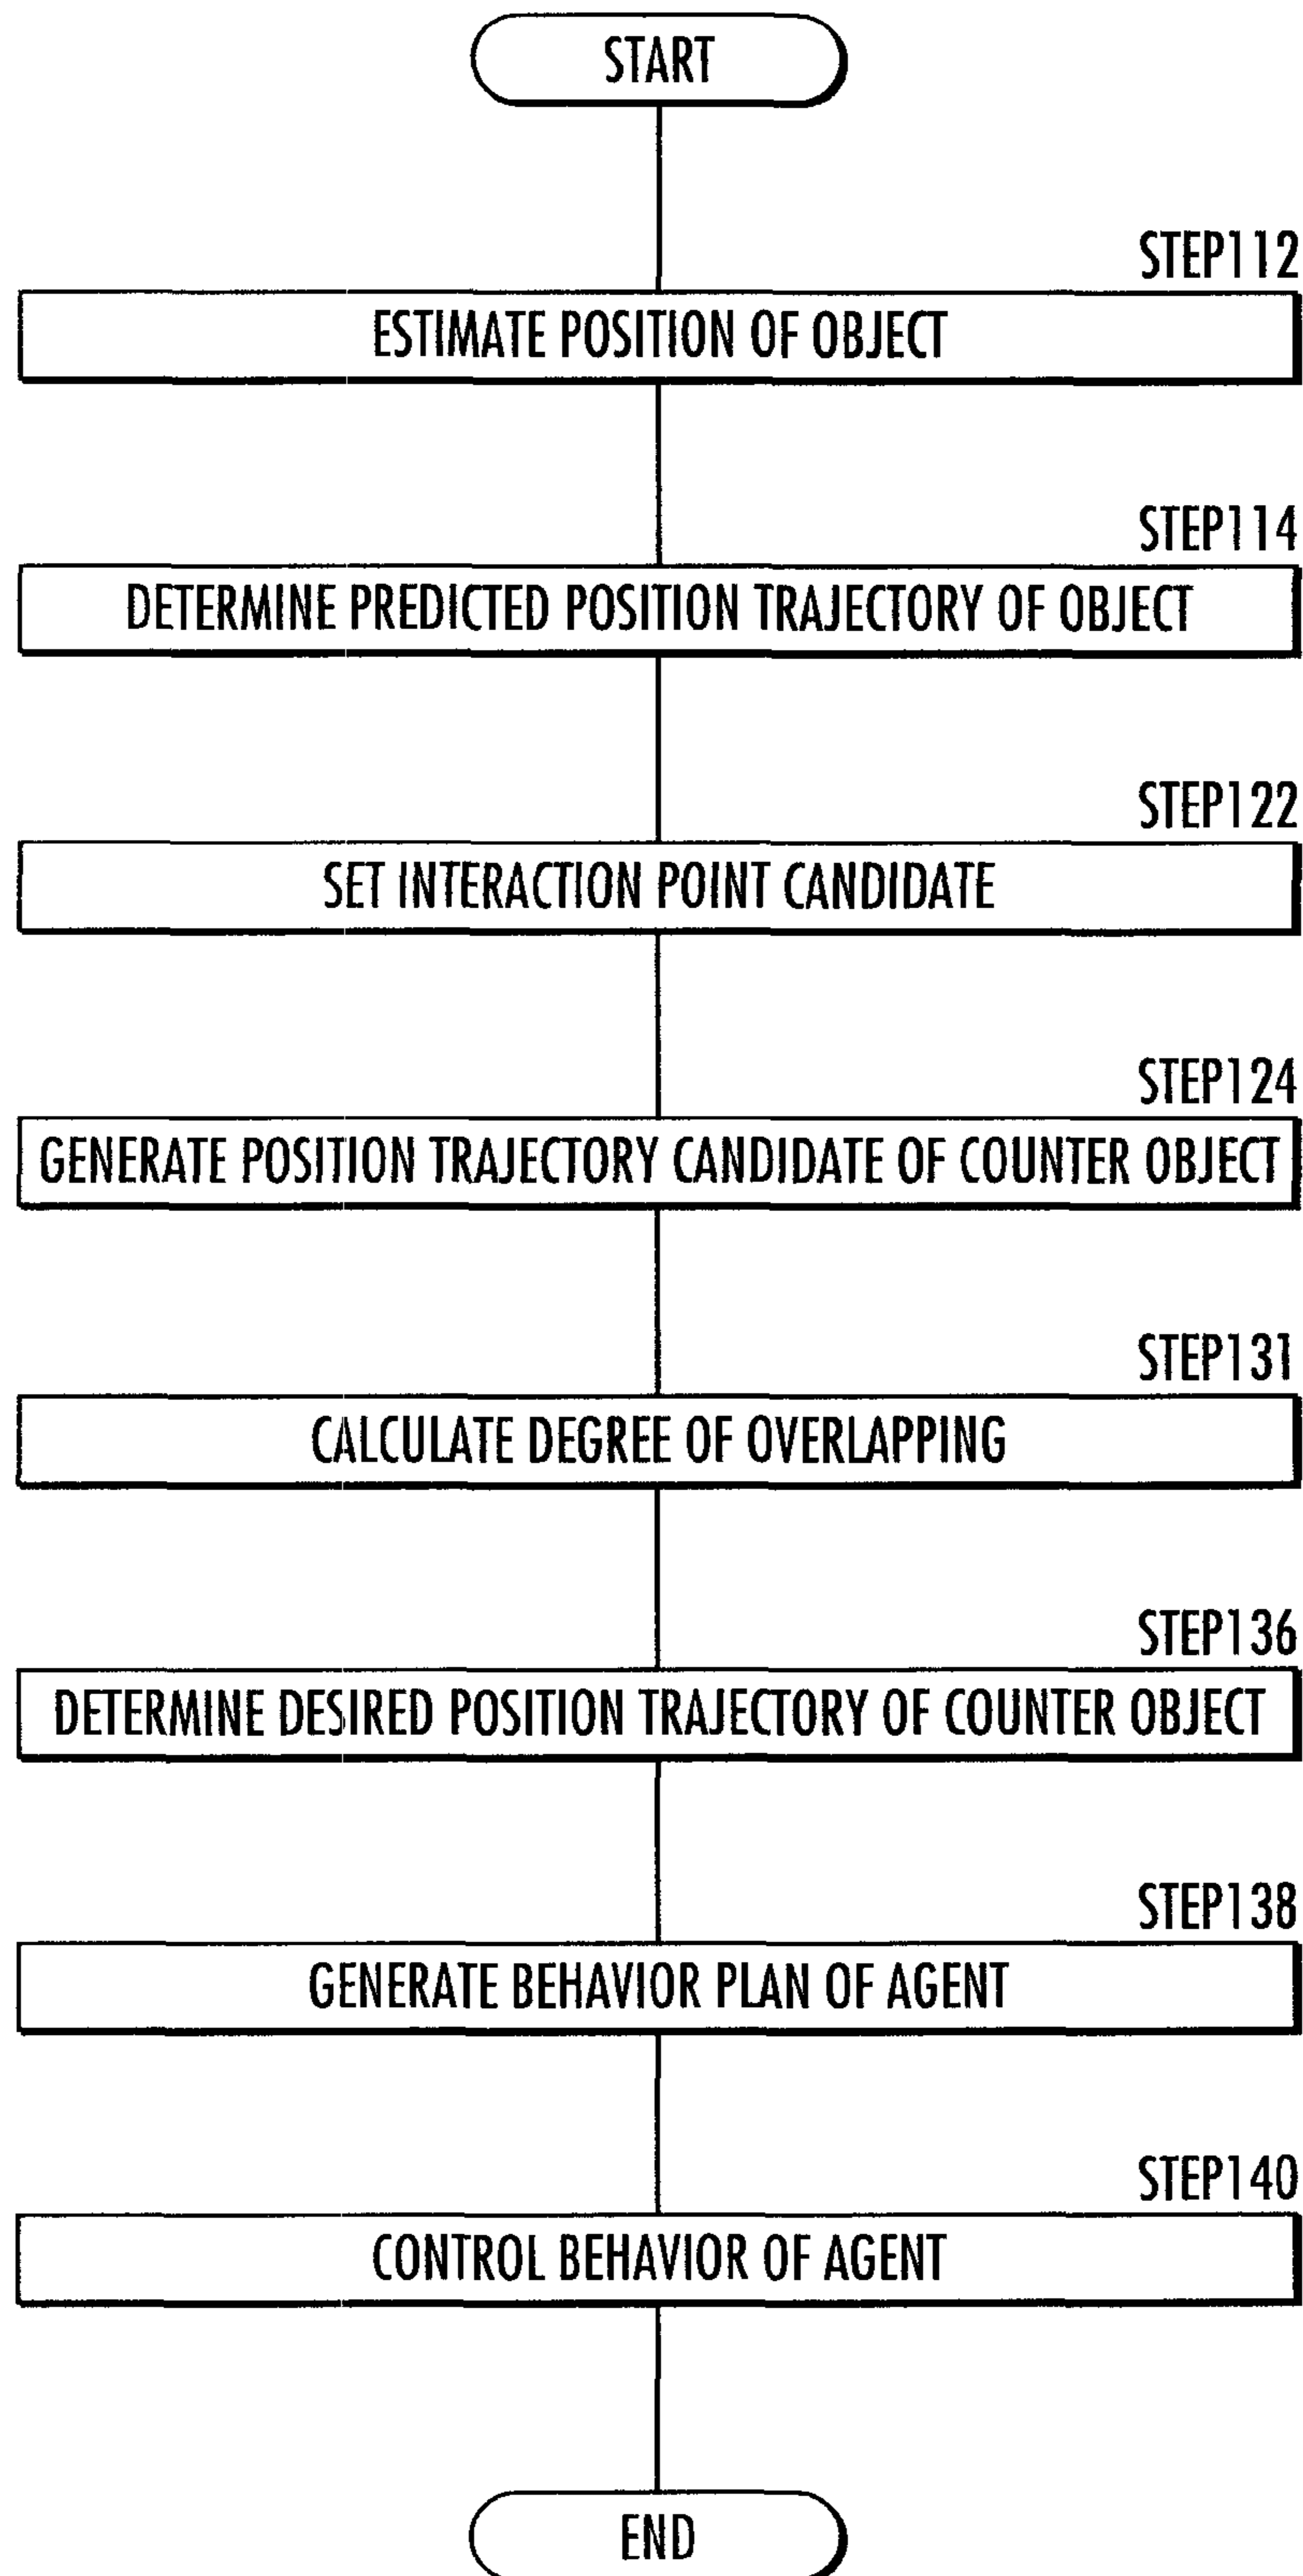 START
STEP112
ESTIMATE POSITION OF OBJECT
STEP114
DETERMINE PREDICTED POSITION TRAJECTORY OF OBJECT
STEP122
SET INTERACTION POINT CANDIDATE
STEP124
GENERATE POSITION TRAJECTORY CANDIDATE OF COUNTER OBJECT
STEP131
CALCULATE DEGREE OF OVERLAPPING
STEP136
DETERMINE DESIRED POSITION TRAJECTORY OF COUNTER OBJECT
STEP138
GENERATE BEHAVIOR PLAN OF AGENT
STEP140
CONTROL BEHAVIOR OF AGENT
END